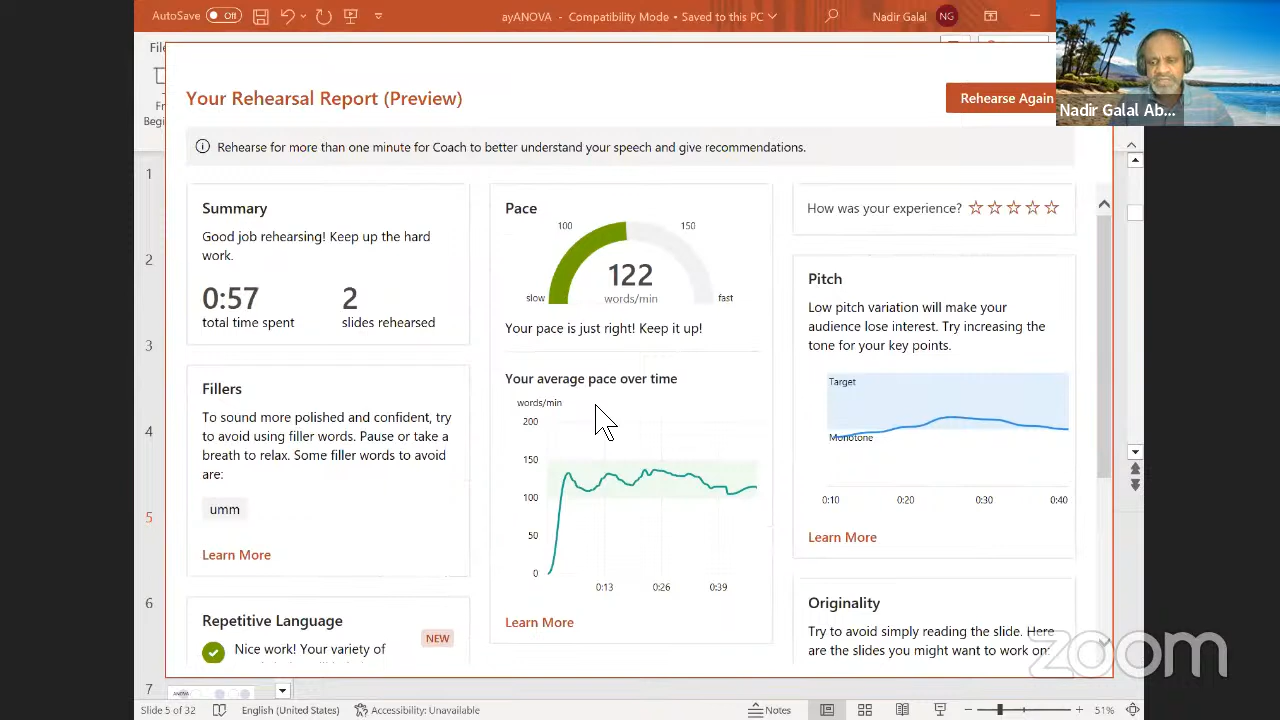 AutoSave Off
ayANOVA - Compatibility Mode • Saved to this PC
Nadir Galal NG
Nadir Galal Ab...
Your Rehearsal Report (Preview)
Rehearse Again
Rehearse for more than one minute for Coach to better understand your speech and give recommendations.
Summary
Good job rehearsing! Keep up the hard
work.
0:57
total time spent
2
slides rehearsed
Fillers
To sound more polished and confident, try
to avoid using filler words. Pause or take a
breath to relax. Some filler words to avoid
are:
umm
Learn More
Repetitive Language
NEW
Nice work! Your variety of
Pace
100
150
122
words/min
slow
fast
Your pace is just right! Keep it up!
Your average pace over time
words/min
200
150
100
50
0
0:13
0:26
0:39
Learn More
How was your experience?
Pitch
Low pitch variation will make your
audience lose interest. Try increasing the
tone for your key points.
Target
Monotone
0:10
0:20
0:30
0:40
Learn More
Originality
Try to avoid simply reading the slide. Here
are the slides you might want to work on:
zoom
1
2
3
4
5
6
7
ANOVA
Slide 5 of 32
English (United States)
Accessibility: Unavailable
Notes
51%